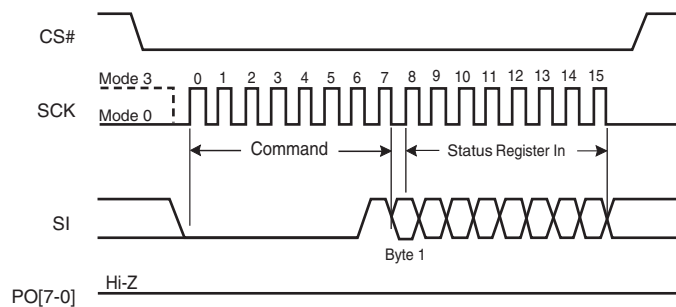 CS#
Mode 3
0 1 2 3 4 5 6 7 8 9 10 11 12 13 14 15
SCK
Mode 0
Command
Status Register In
SI
Byte 1
Hi-Z
PO[7-0]